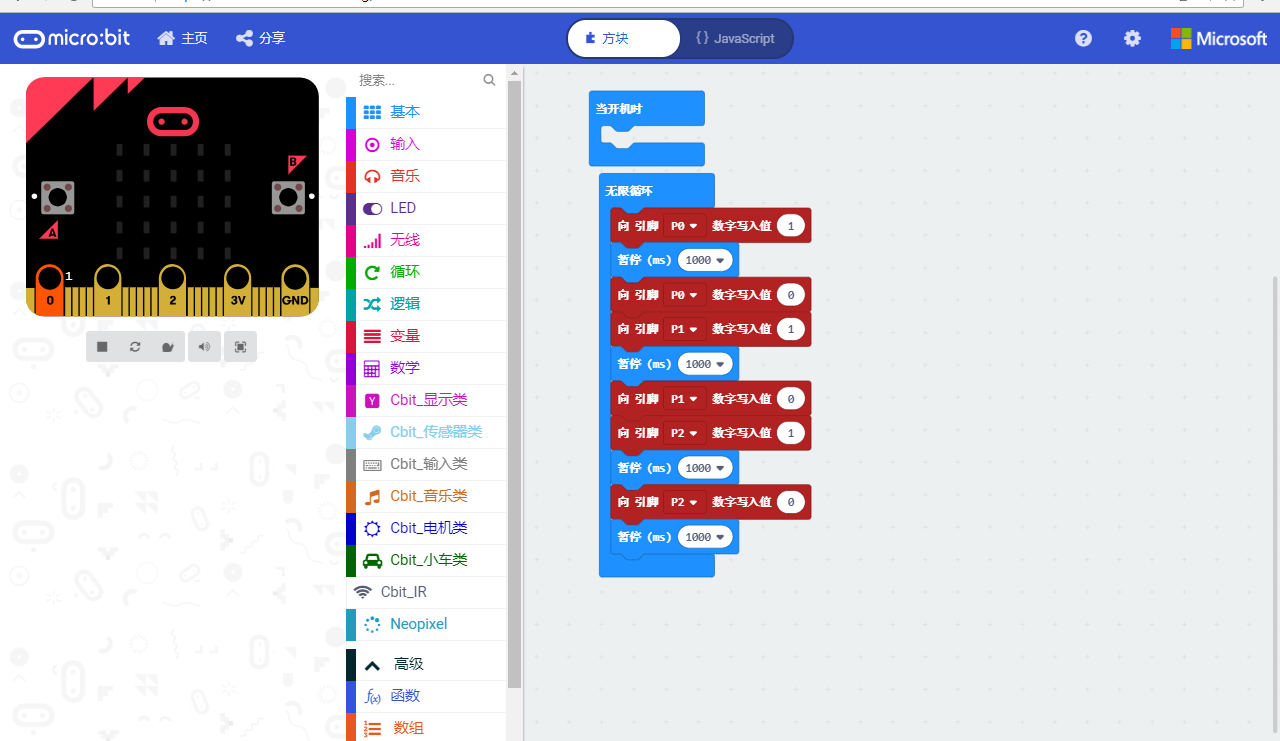 micro:bit 主页 分享 方块 {} JavaScript Microsoft
搜索...
基本
输入
音乐
LED
无线
循环
逻辑
变量
数学
Cbit_显示类
Cbit_传感器类
Cbit_输入类
Cbit_音乐类
Cbit_电机类
Cbit_小车类
Cbit_IR
Neopixel
高级
函数
数组
B
A
1
0 1 2 3V GND
当开机时
无限循环
向 引脚 P0 数字写入值 1
暂停 (ms) 1000
向 引脚 P0 数字写入值 0
向 引脚 P1 数字写入值 1
暂停 (ms) 1000
向 引脚 P1 数字写入值 0
向 引脚 P2 数字写入值 1
暂停 (ms) 1000
向 引脚 P2 数字写入值 0
暂停 (ms) 1000